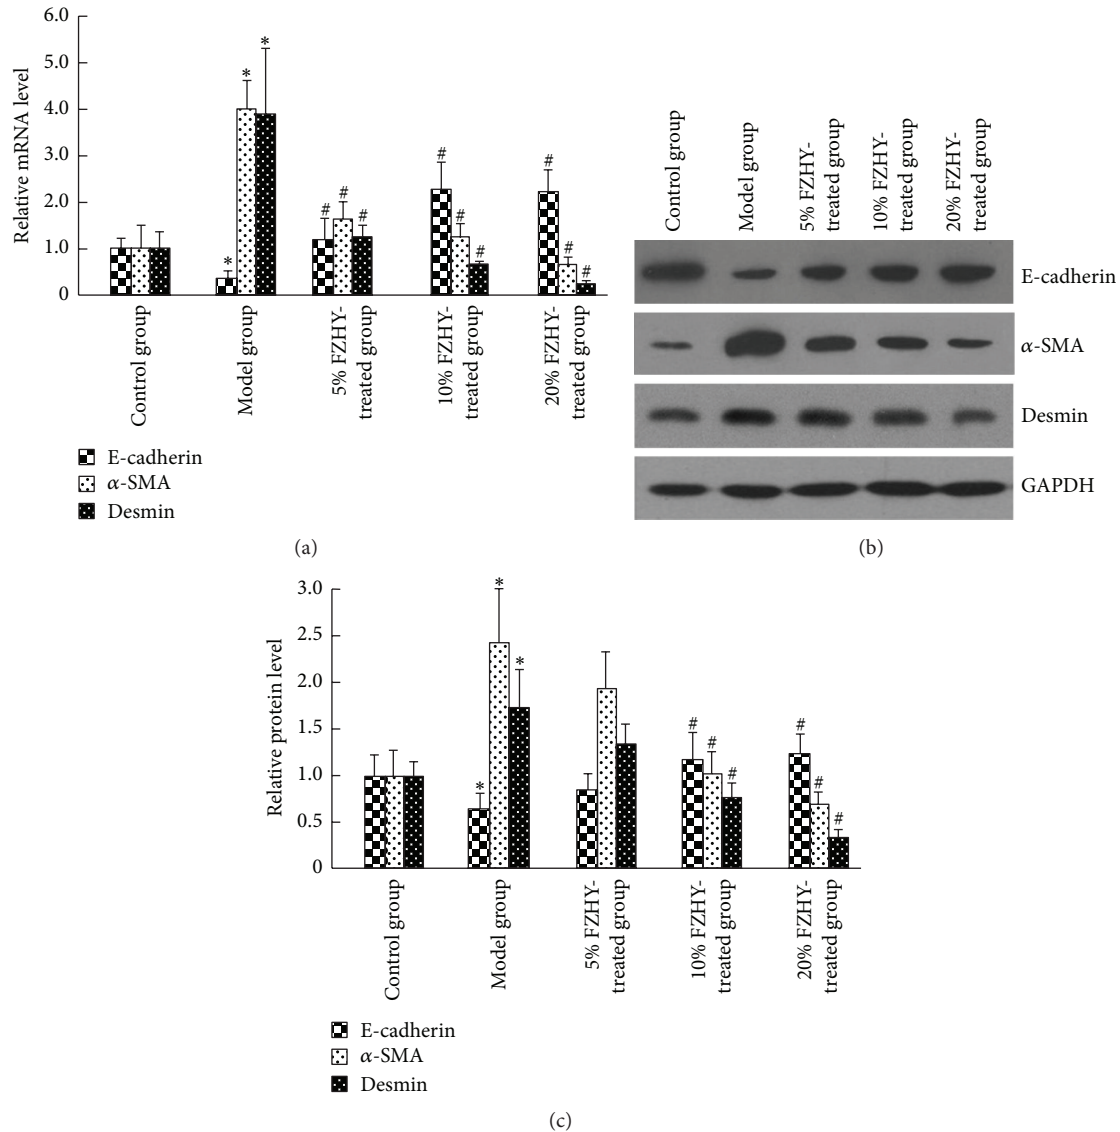 6.0
5.0
4.0
3.0
2.0
1.0
0
Relative mRNA level
* * *
# # #
# # #
# # #
Control group
Model group
5% FZHY-
treated group
10% FZHY-
treated group
20% FZHY-
treated group
E-cadherin
α-SMA
Desmin
(a)
Control group
Model group
5% FZHY-
treated group
10% FZHY-
treated group
20% FZHY-
treated group
E-cadherin
α-SMA
Desmin
GAPDH
(b)
3.0
2.5
2.0
1.5
1.0
0.5
0
Relative protein level
* * *
# # #
# # #
Control group
Model group
5% FZHY-
treated group
10% FZHY-
treated group
20% FZHY-
treated group
E-cadherin
α-SMA
Desmin
(c)